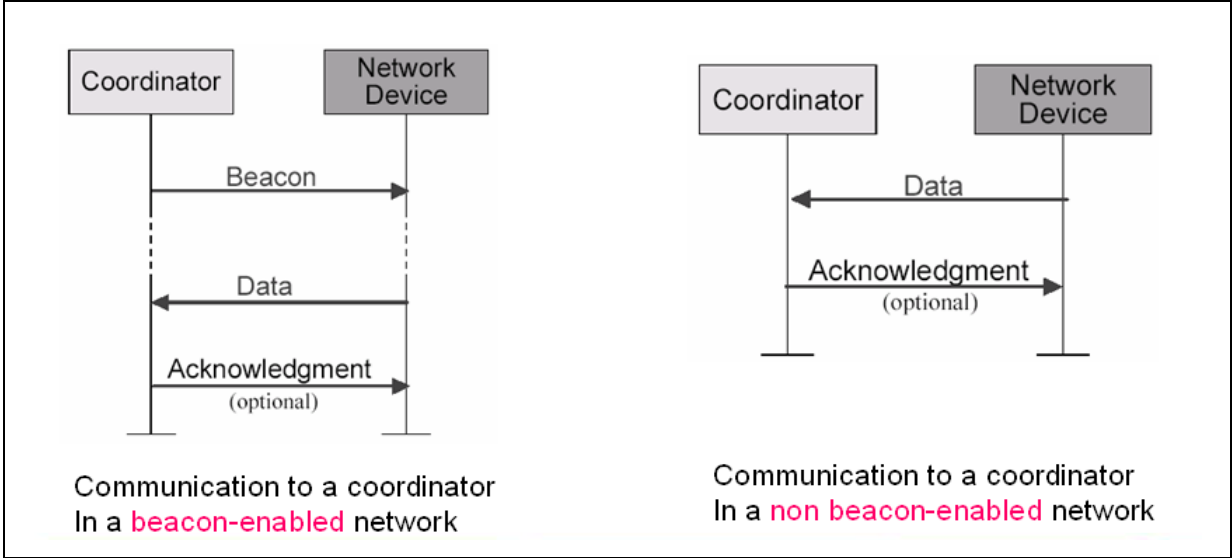 Coordinator
Network
Device
Beacon
Data
Acknowledgment
(optional)
Communication to a coordinator
In a beacon-enabled network
Coordinator
Network
Device
Data
Acknowledgment
(optional)
Communication to a coordinator
In a non beacon-enabled network